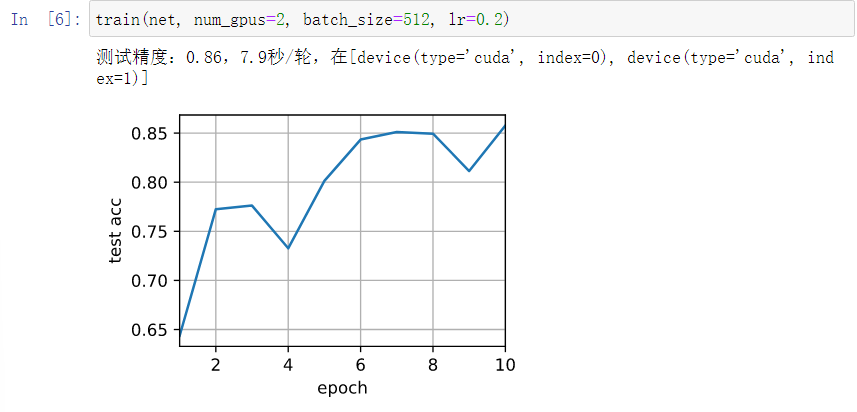 In [6]: train(net, num_gpus=2, batch_size=512, lr=0.2)
测试精度：0.86，7.9秒/轮，在[device(type='cuda', index=0), device(type='cuda', ind
ex=1)]
0.85
0.80
0.75
0.70
0.65
test acc
2 4 6 8 10
epoch